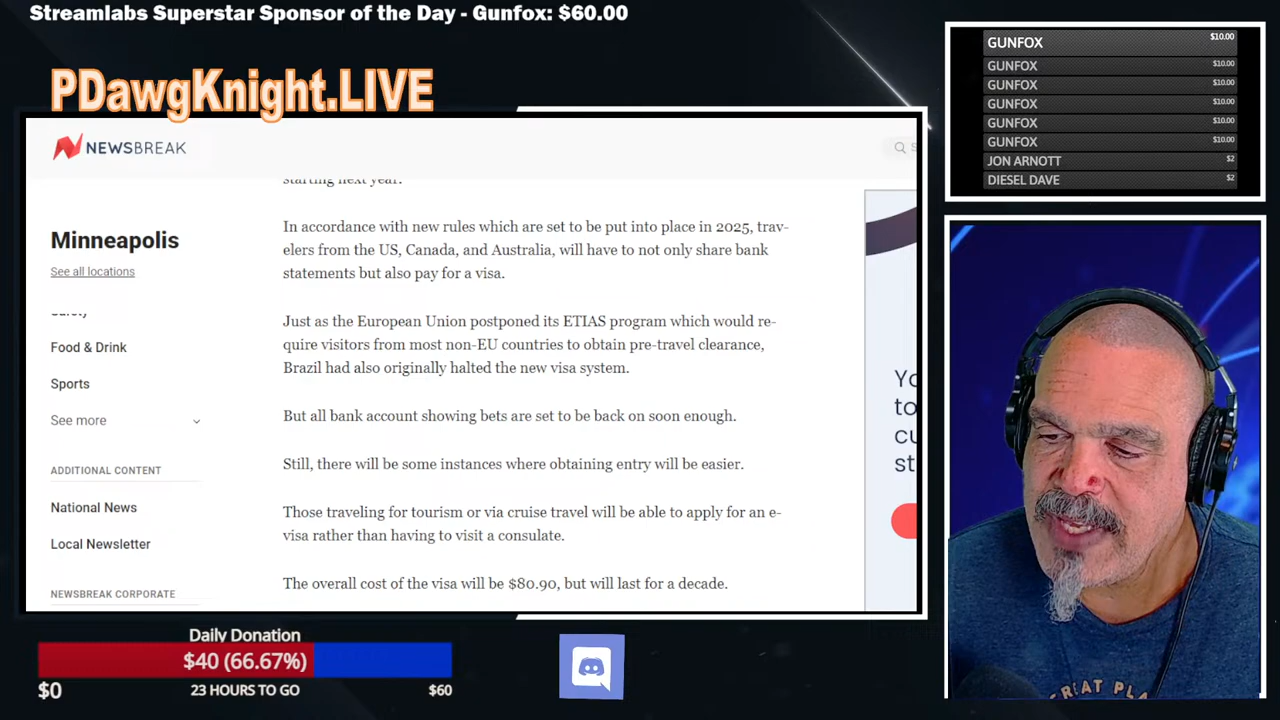 Streamlabs Superstar Sponsor of the Day - Gunfox: $60.00
PDawgKnight.LIVE
NEWSBREAK
Minneapolis
See all locations
Safety
Food & Drink
Sports
See more
ADDITIONAL CONTENT
National News
Local Newsletter
NEWSBREAK CORPORATE
starting next year.
In accordance with new rules which are set to be put into place in 2025, trav-
elers from the US, Canada, and Australia, will have to not only share bank
statements but also pay for a visa.
Just as the European Union postponed its ETIAS program which would re-
quire visitors from most non-EU countries to obtain pre-travel clearance,
Brazil had also originally halted the new visa system.
But all bank account showing bets are set to be back on soon enough.
Still, there will be some instances where obtaining entry will be easier.
Those traveling for tourism or via cruise travel will be able to apply for an e-
visa rather than having to visit a consulate.
The overall cost of the visa will be $80.90, but will last for a decade.
Yo
to
cu
st
GUNFOX $10.00
GUNFOX $10.00
GUNFOX $10.00
GUNFOX $10.00
GUNFOX $10.00
GUNFOX $10.00
JON ARNOTT $2
DIESEL DAVE $2
Daily Donation
$40 (66.67%)
$0 23 HOURS TO GO $60